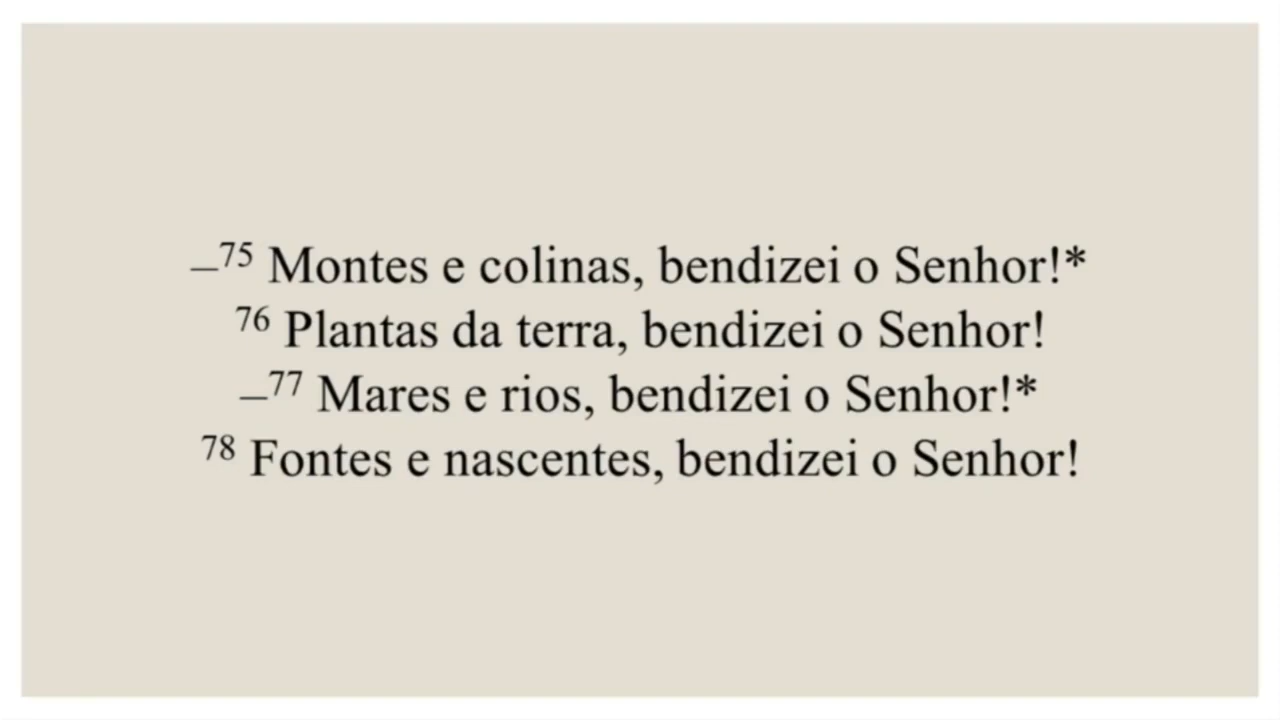 –75 Montes e colinas, bendizei o Senhor!*
76 Plantas da terra, bendizei o Senhor!
–77 Mares e rios, bendizei o Senhor!*
78 Fontes e nascentes, bendizei o Senhor!